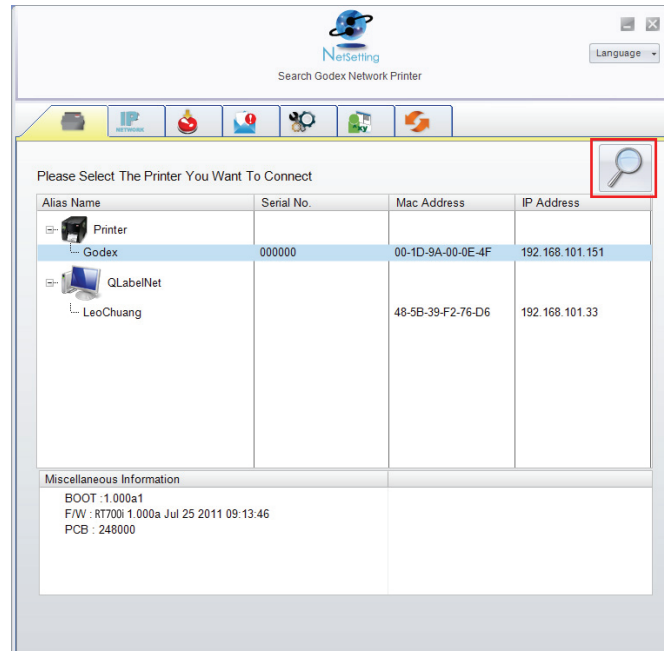 NetSetting
Language
Search Godex Network Printer
IP
NETWORK
xy
Please Select The Printer You Want To Connect
Alias Name Serial No. Mac Address IP Address
Printer
Godex 000000 00-1D-9A-00-0E-4F 192.168.101.151
QLabelNet
LeoChuang 48-5B-39-F2-76-D6 192.168.101.33
Miscellaneous Information
BOOT :1.000a1
F/W : RT700i 1.000a Jul 25 2011 09:13:46
PCB : 248000